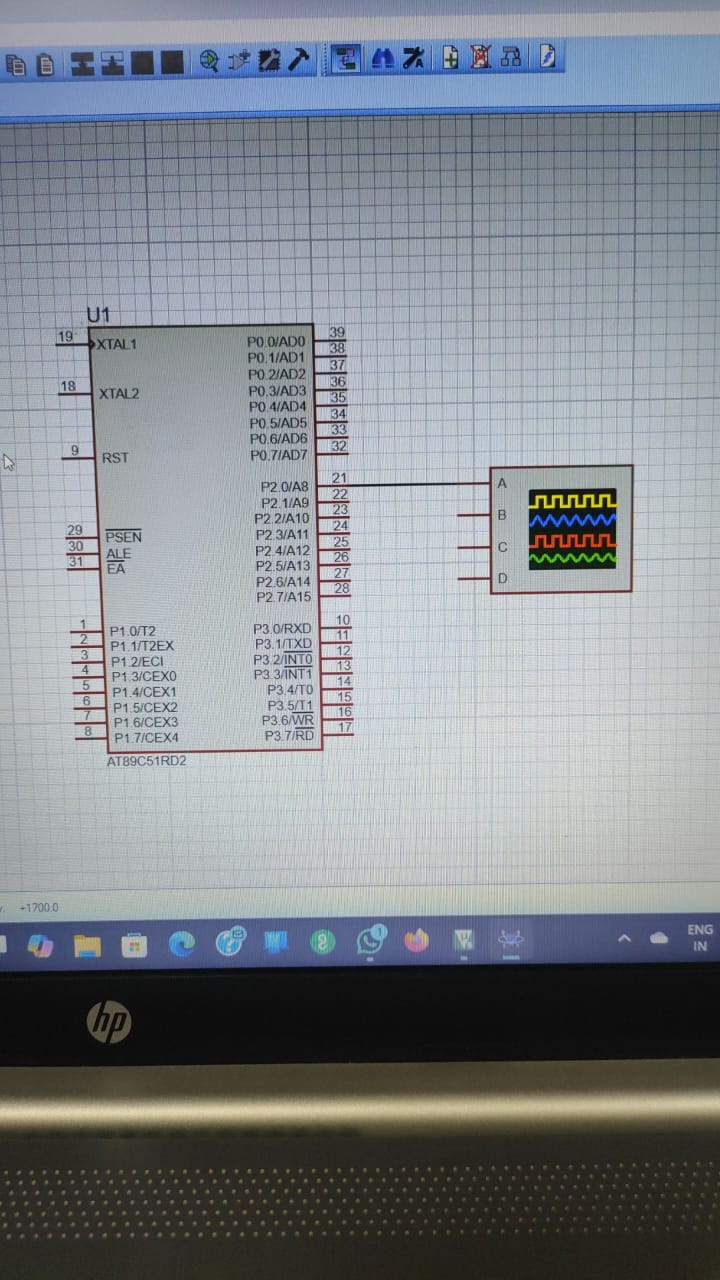 U1
19
XTAL1
18
XTAL2
9
RST
29
PSEN
30
ALE
31
EA
1
P1.0/T2
2
P1.1/T2EX
3
P1.2/ECI
4
P1.3/CEX0
5
P1.4/CEX1
6
P1.5/CEX2
7
P1.6/CEX3
8
P1.7/CEX4
P0.0/AD0 39
P0.1/AD1 38
P0.2/AD2 37
P0.3/AD3 36
P0.4/AD4 35
P0.5/AD5 34
P0.6/AD6 33
P0.7/AD7 32
P2.0/A8 21
P2.1/A9 22
P2.2/A10 23
P2.3/A11 24
P2.4/A12 25
P2.5/A13 26
P2.6/A14 27
P2.7/A15 28
P3.0/RXD 10
P3.1/TXD 11
P3.2/INT0 12
P3.3/INT1 13
P3.4/T0 14
P3.5/T1 15
P3.6/WR 16
P3.7/RD 17
AT89C51RD2
A
B
C
D
+1700.0
1
ENG
IN
hp